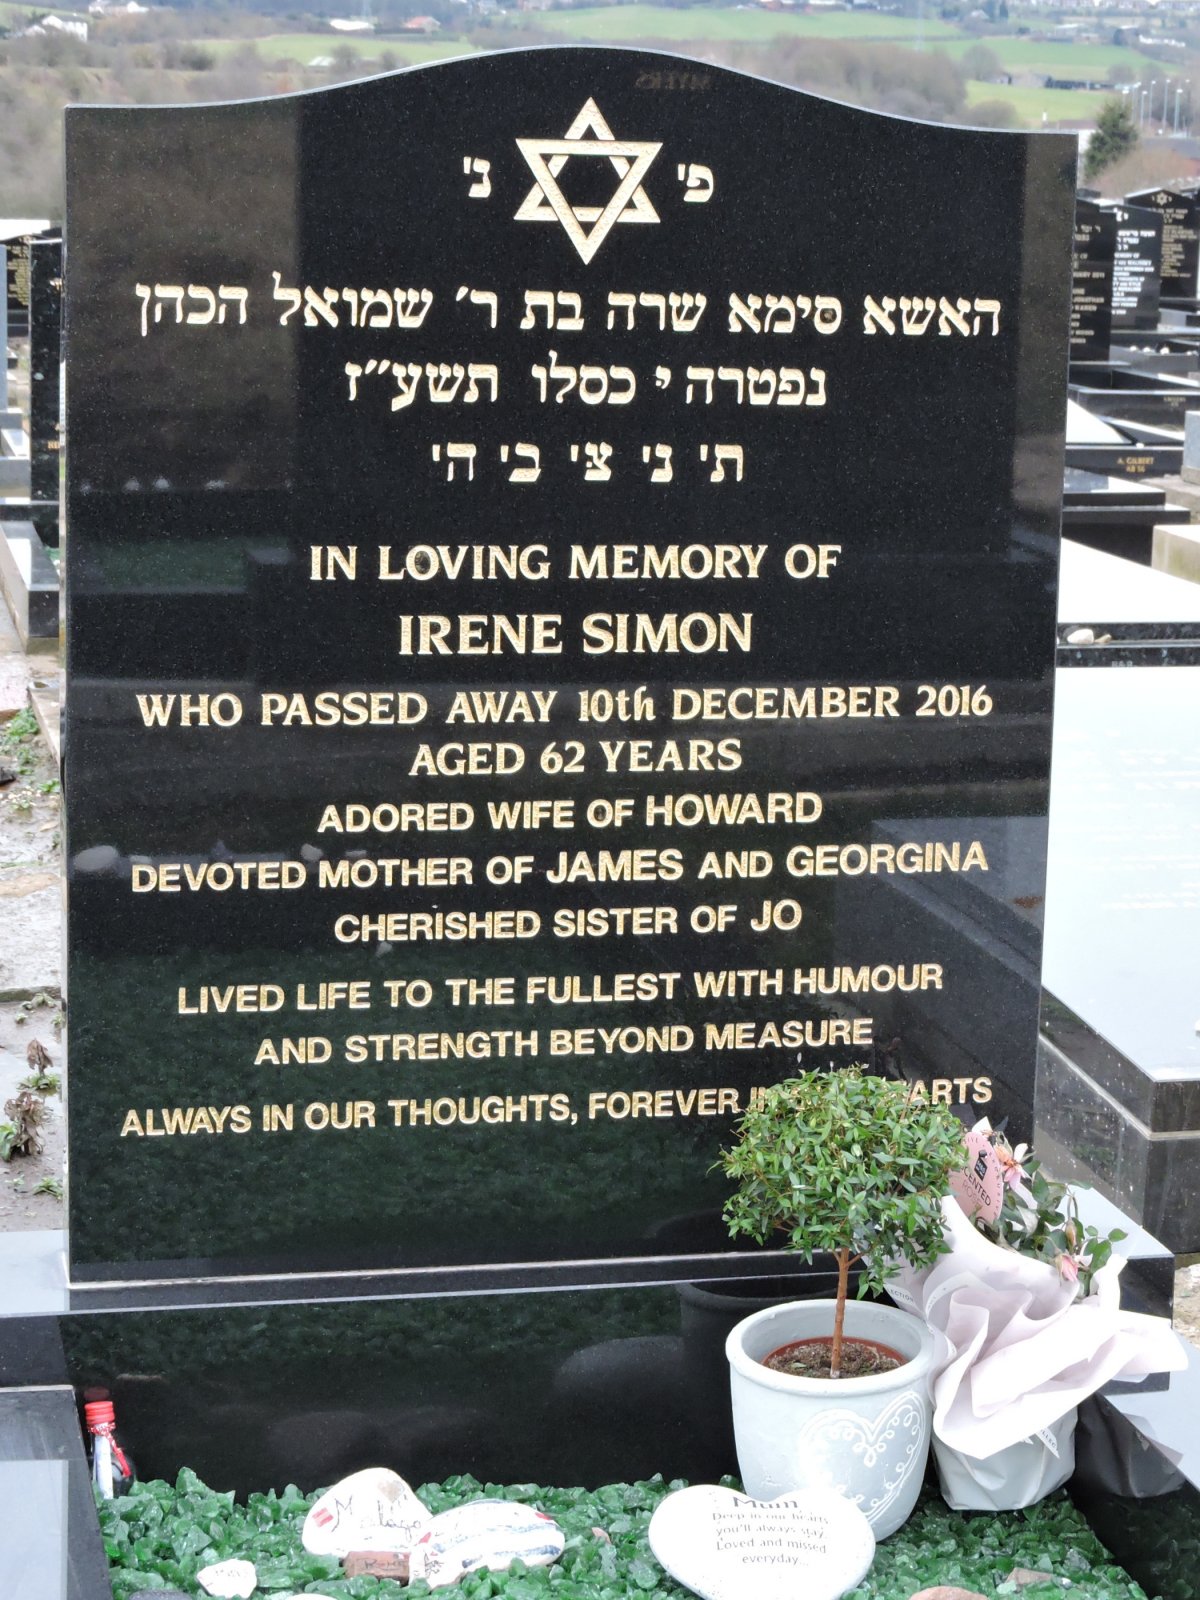 פ' נ'
האשא סימא שרה בת ר׳ שמואל הכהן
נפטרה י׳ כסלו תשע״ז
ת' נ' צ' ב' ה'
IN LOVING MEMORY OF
IRENE SIMON
WHO PASSED AWAY 10th DECEMBER 2016
AGED 62 YEARS
ADORED WIFE OF HOWARD
DEVOTED MOTHER OF JAMES AND GEORGINA
CHERISHED SISTER OF JO
LIVED LIFE TO THE FULLEST WITH HUMOUR
AND STRENGTH BEYOND MEASURE
ALWAYS IN OUR THOUGHTS, FOREVER
A. GILBERT
Mum
Deep in our hearts
you'll always stay
Loved and missed
everyday...